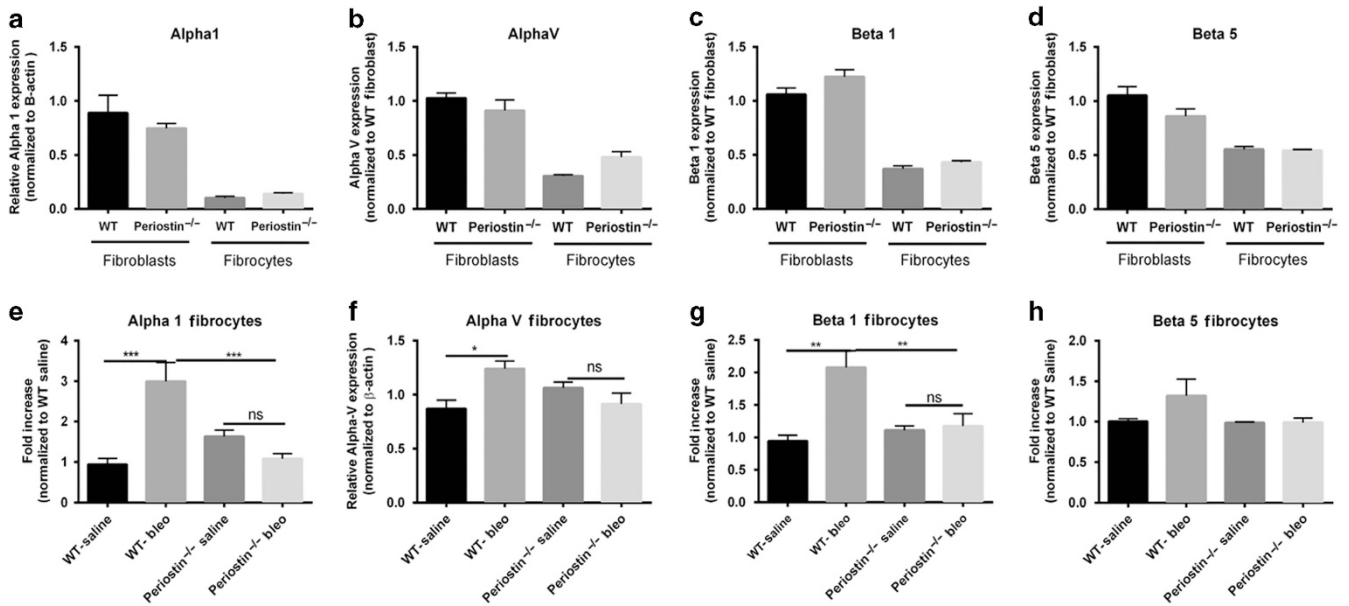 a
Alpha1
Relative Alpha 1 expression
(normalized to B-actin )
1.5
1.0
0.5
0.0
WT Periostin−/− WT Periostin−/−
Fibroblasts Fibrocytes
b
AlphaV
Alpha V expression
(normalized to WT fibroblast)
1.5
1.0
0.5
0.0
WT Periostin−/− WT Periostin−/−
Fibroblasts Fibrocytes
c
Beta 1
Beta 1 expression
(normalized to WT fibroblast)
1.5
1.0
0.5
0.0
WT Periostin−/− WT Periostin−/−
Fibroblasts Fibrocytes
d
Beta 5
Beta 5 expression
(normalized to WT fibroblast)
1.5
1.0
0.5
0.0
WT Periostin−/− WT Periostin−/−
Fibroblasts Fibrocytes
e
Alpha 1 fibrocytes
Fold increase
(normalized to WT saline)
4
3
2
1
0
*** ***
ns
WT-saline
WT- bleo
Periostin−/− saline
Periostin−/− bleo
f
Alpha V fibrocytes
Relative Alpha-V expression
(normalized to β-actin )
1.5
1.0
0.5
0.0
*
ns
WT-saline
WT- bleo
Periostin−/− saline
Periostin−/− bleo
g
Beta 1 fibrocytes
Fold increase
(normalized to WT Saline)
2.5
2.0
1.5
1.0
0.5
0.0
** **
ns
WT-saline
WT- bleo
Periostin−/− saline
Periostin−/− bleo
h
Beta 5 fibrocytes
Fold increase
(normalized to WT Saline)
2.0
1.5
1.0
0.5
0.0
WT-saline
WT- bleo
Periostin−/− saline
Periostin−/− bleo